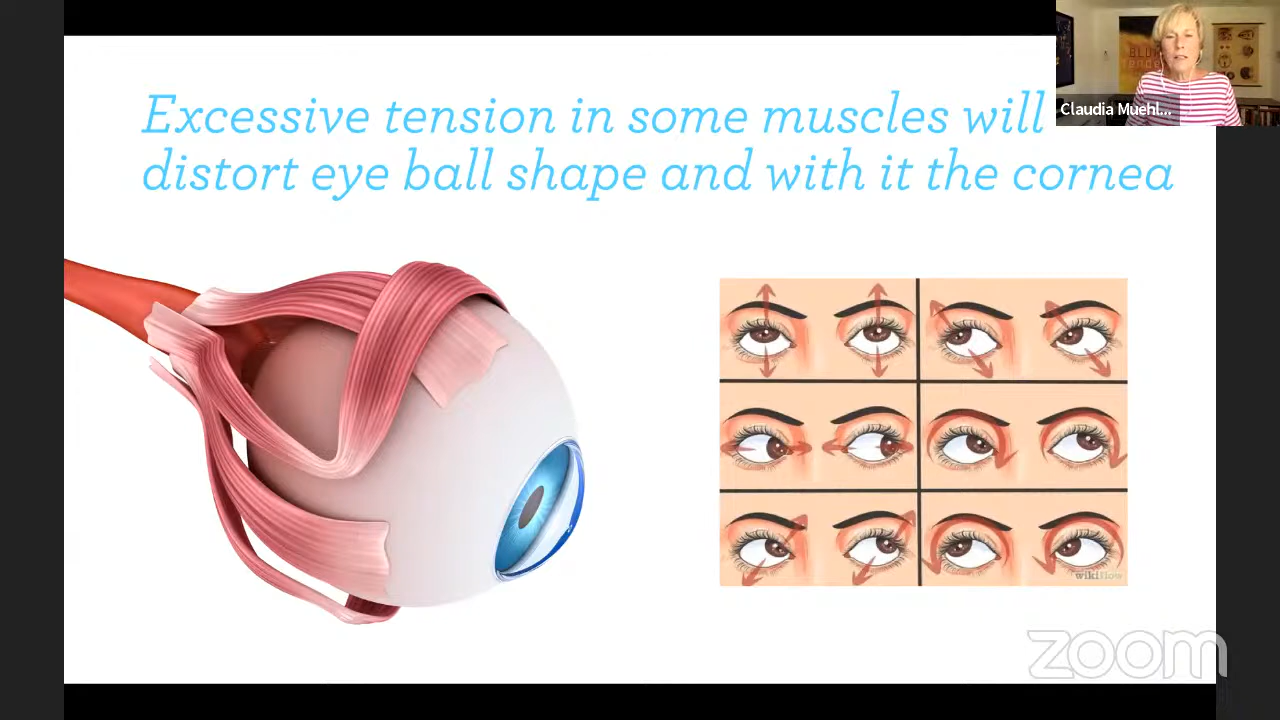 Excessive tension in some muscles will
distort eye ball shape and with it the cornea
Claudia Muehl...
wikiHow
zoom